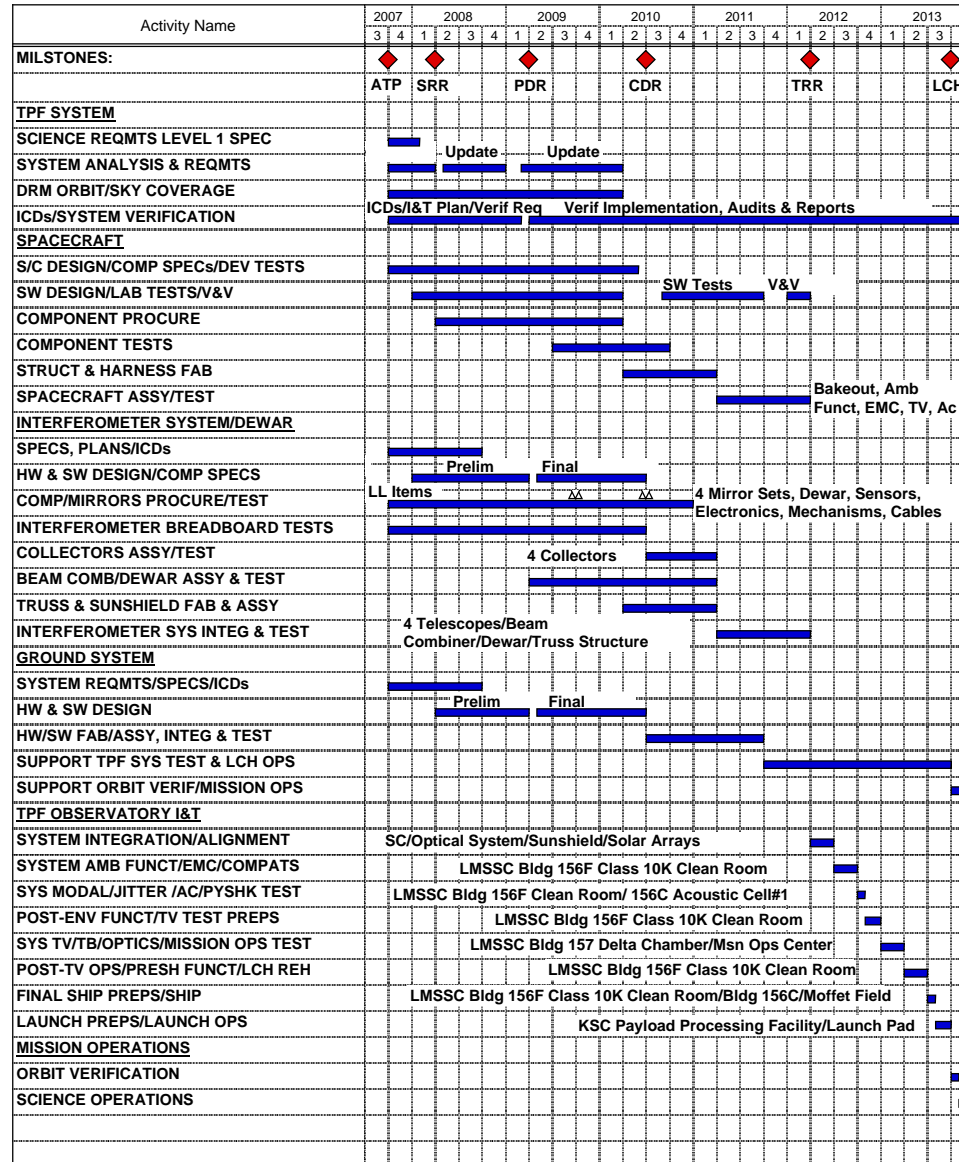 Activity Name 2007 2008 2009 2010 2011 2012 2013
3 4 1 2 3 4 1 2 3 4 1 2 3 4 1 2 3 4 1 2 3 4 1 2 3
MILSTONES:
ATP SRR PDR CDR TRR LCH
TPF SYSTEM
SCIENCE REQMTS LEVEL 1 SPEC
SYSTEM ANALYSIS & REQMTS Update Update
DRM ORBIT/SKY COVERAGE
ICDs/SYSTEM VERIFICATION ICDs/I&T Plan/Verif Req Verif Implementation, Audits & Reports
SPACECRAFT
S/C DESIGN/COMP SPECs/DEV TESTS
SW DESIGN/LAB TESTS/V&V SW Tests V&V
COMPONENT PROCURE
COMPONENT TESTS
STRUCT & HARNESS FAB
SPACECRAFT ASSY/TEST Bakeout, Amb
Funct, EMC, TV, Ac
INTERFEROMETER SYSTEM/DEWAR
SPECS, PLANS/ICDs
HW & SW DESIGN/COMP SPECS Prelim Final
COMP/MIRRORS PROCURE/TEST LL Items 4 Mirror Sets, Dewar, Sensors,
Electronics, Mechanisms, Cables
INTERFEROMETER BREADBOARD TESTS
COLLECTORS ASSY/TEST 4 Collectors
BEAM COMB/DEWAR ASSY & TEST
TRUSS & SUNSHIELD FAB & ASSY
INTERFEROMETER SYS INTEG & TEST 4 Telescopes/Beam
Combiner/Dewar/Truss Structure
GROUND SYSTEM
SYSTEM REQMTS/SPECS/ICDs
HW & SW DESIGN Prelim Final
HW/SW FAB/ASSY, INTEG & TEST
SUPPORT TPF SYS TEST & LCH OPS
SUPPORT ORBIT VERIF/MISSION OPS
TPF OBSERVATORY I&T
SYSTEM INTEGRATION/ALIGNMENT SC/Optical System/Sunshield/Solar Arrays
SYSTEM AMB FUNCT/EMC/COMPATS LMSSC Bldg 156F Class 10K Clean Room
SYS MODAL/JITTER /AC/PYSHK TEST LMSSC Bldg 156F Clean Room/ 156C Acoustic Cell#1
POST-ENV FUNCT/TV TEST PREPS LMSSC Bldg 156F Class 10K Clean Room
SYS TV/TB/OPTICS/MISSION OPS TEST LMSSC Bldg 157 Delta Chamber/Msn Ops Center
POST-TV OPS/PRESH FUNCT/LCH REH LMSSC Bldg 156F Class 10K Clean Room
FINAL SHIP PREPS/SHIP LMSSC Bldg 156F Class 10K Clean Room/Bldg 156C/Moffet Field
LAUNCH PREPS/LAUNCH OPS KSC Payload Processing Facility/Launch Pad
MISSION OPERATIONS
ORBIT VERIFICATION
SCIENCE OPERATIONS